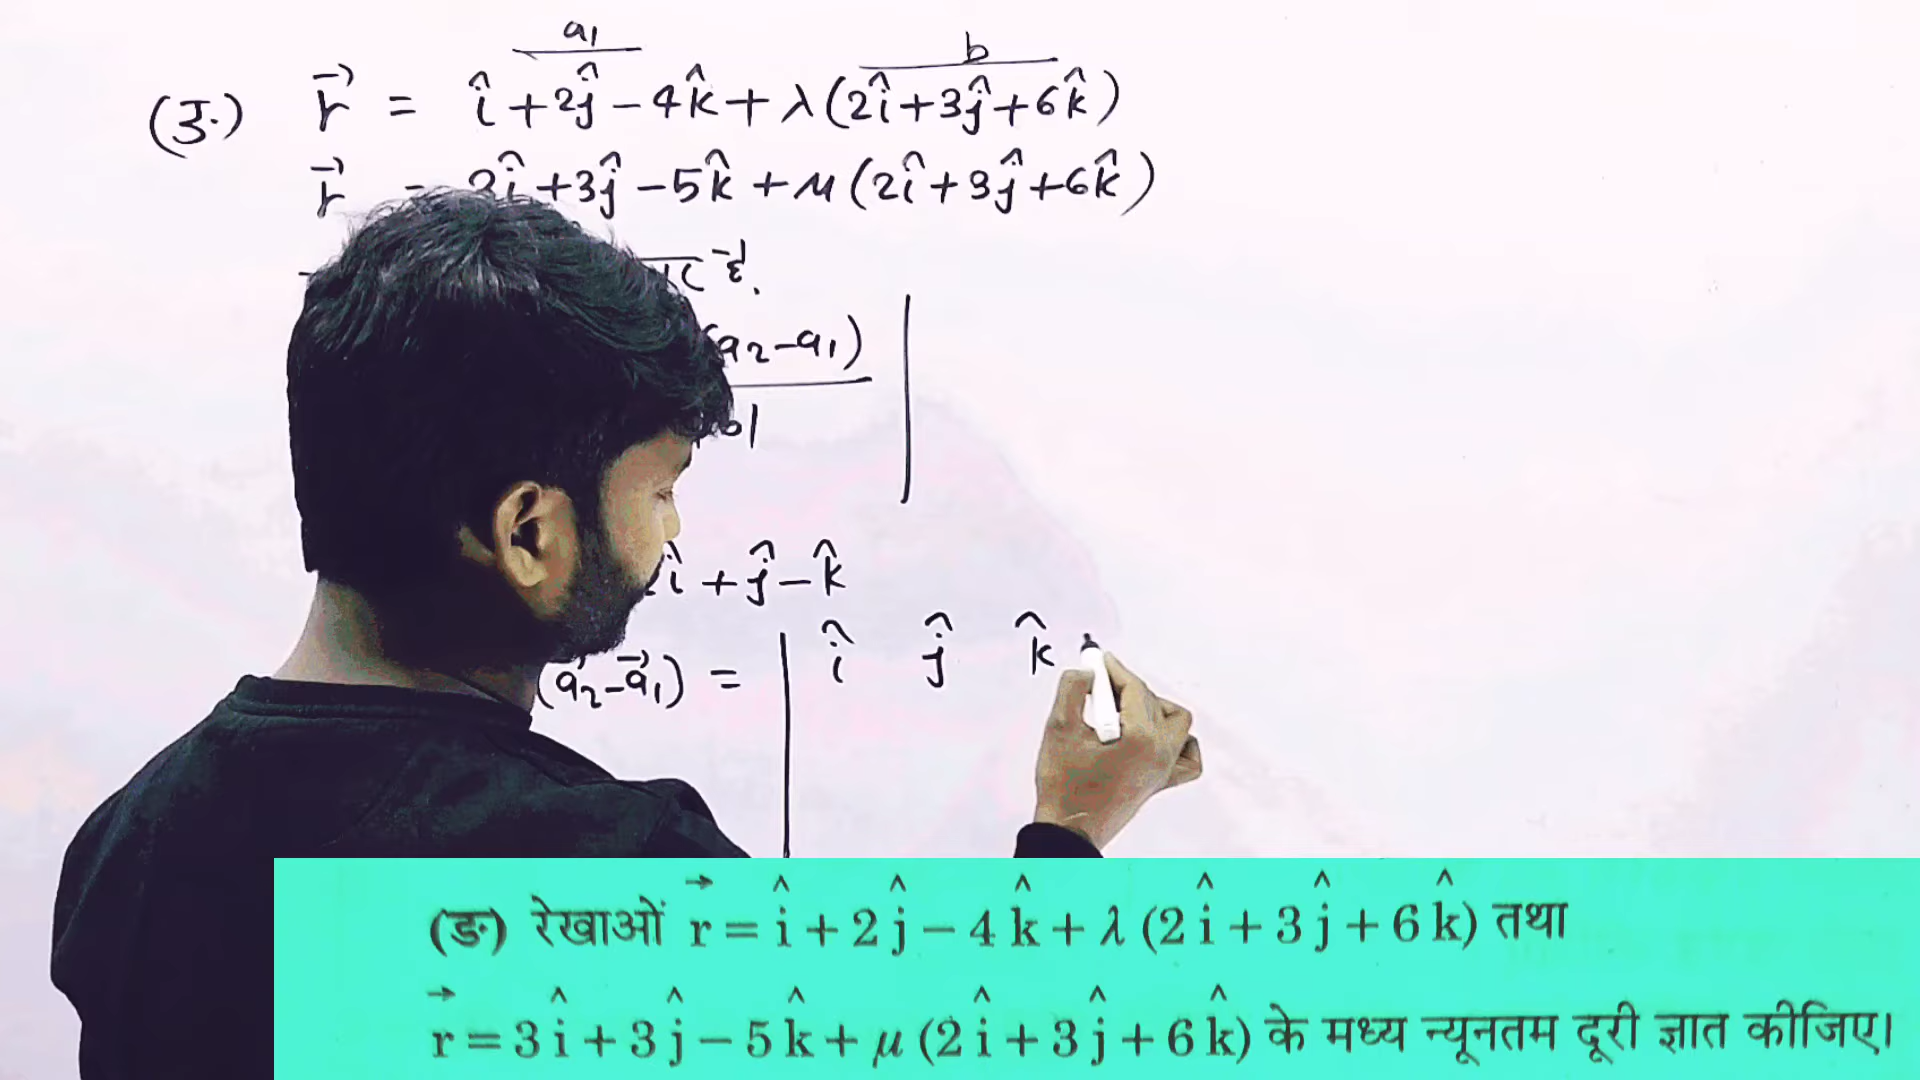 a₁ b
(ङ) r⃗ = î + 2ĵ - 4k̂ + λ(2î + 3ĵ + 6k̂)
r⃗ = 3î + 3ĵ - 5k̂ + μ(2î + 3ĵ + 6k̂)
हैं.
(a₂ - a₁)
b|
2î + ĵ - k̂
(a⃗₂ - a⃗₁) = | î ĵ k̂
(ङ) रेखाओं r⃗ = î + 2ĵ - 4k̂ + λ (2î + 3ĵ + 6k̂) तथा
r⃗ = 3î + 3ĵ - 5k̂ + μ (2î + 3ĵ + 6k̂) के मध्य न्यूनतम दूरी ज्ञात कीजिए।